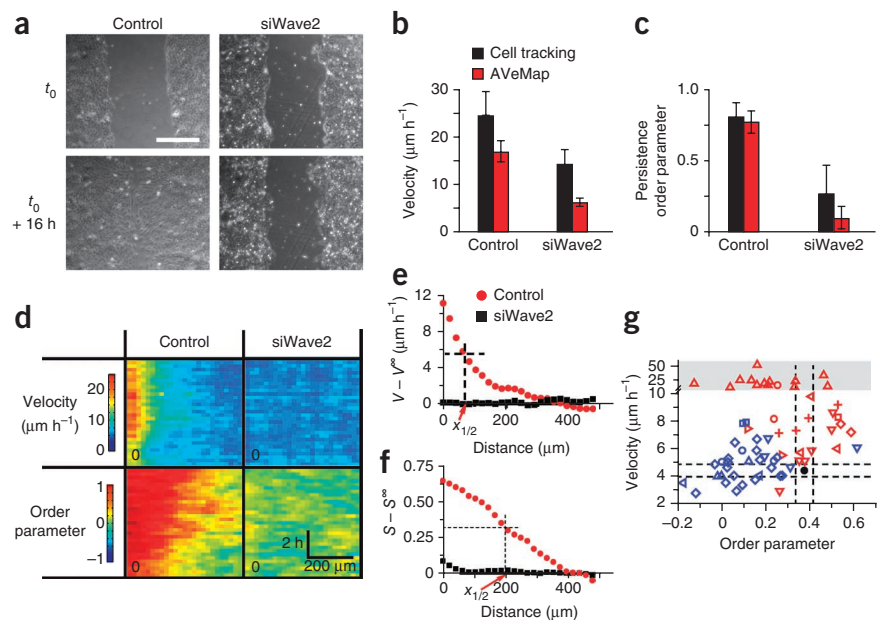 a
Control siWave2
t0
t0
+ 16 h
b
Cell tracking
AVeMap
Velocity (µm h–1)
30
20
10
0
Control siWave2
c
Persistence
order parameter
1.0
0.5
0
Control siWave2
d
Control siWave2
Velocity
(µm h–1)
20
10
0
0 0
Order
parameter
1
0
–1
0 0
2 h
200 µm
e
Control
siWave2
V – V∞ (µm h–1)
12
8
4
0
x1/2
0 200 400
Distance (µm)
f
S – S∞
0.75
0.50
0.25
0
x1/2
0 200 400
Distance (µm)
g
Velocity (µm h–1)
50
25
10
8
6
4
2
–0.2 0 0.2 0.4 0.6
Order parameter